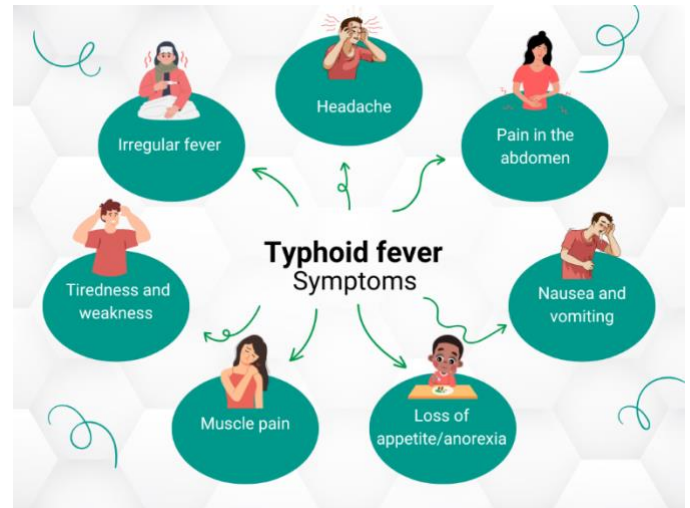 Headache
Irregular fever
Pain in the
abdomen
Typhoid fever
Symptoms
Tiredness and
weakness
Nausea and
vomiting
Muscle pain
Loss of
appetite/anorexia